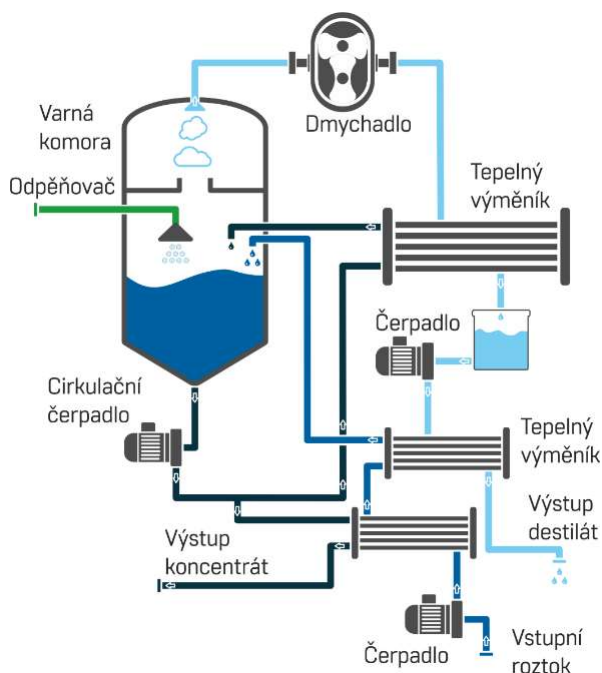 Dmychadlo
Varná
komora
Tepelný
výměník
Odpěňovač
Čerpadlo
Cirkulační
čerpadlo
Tepelný
výměník
Výstup
destilát
Výstup
koncentrát
Čerpadlo
Vstupní
roztok